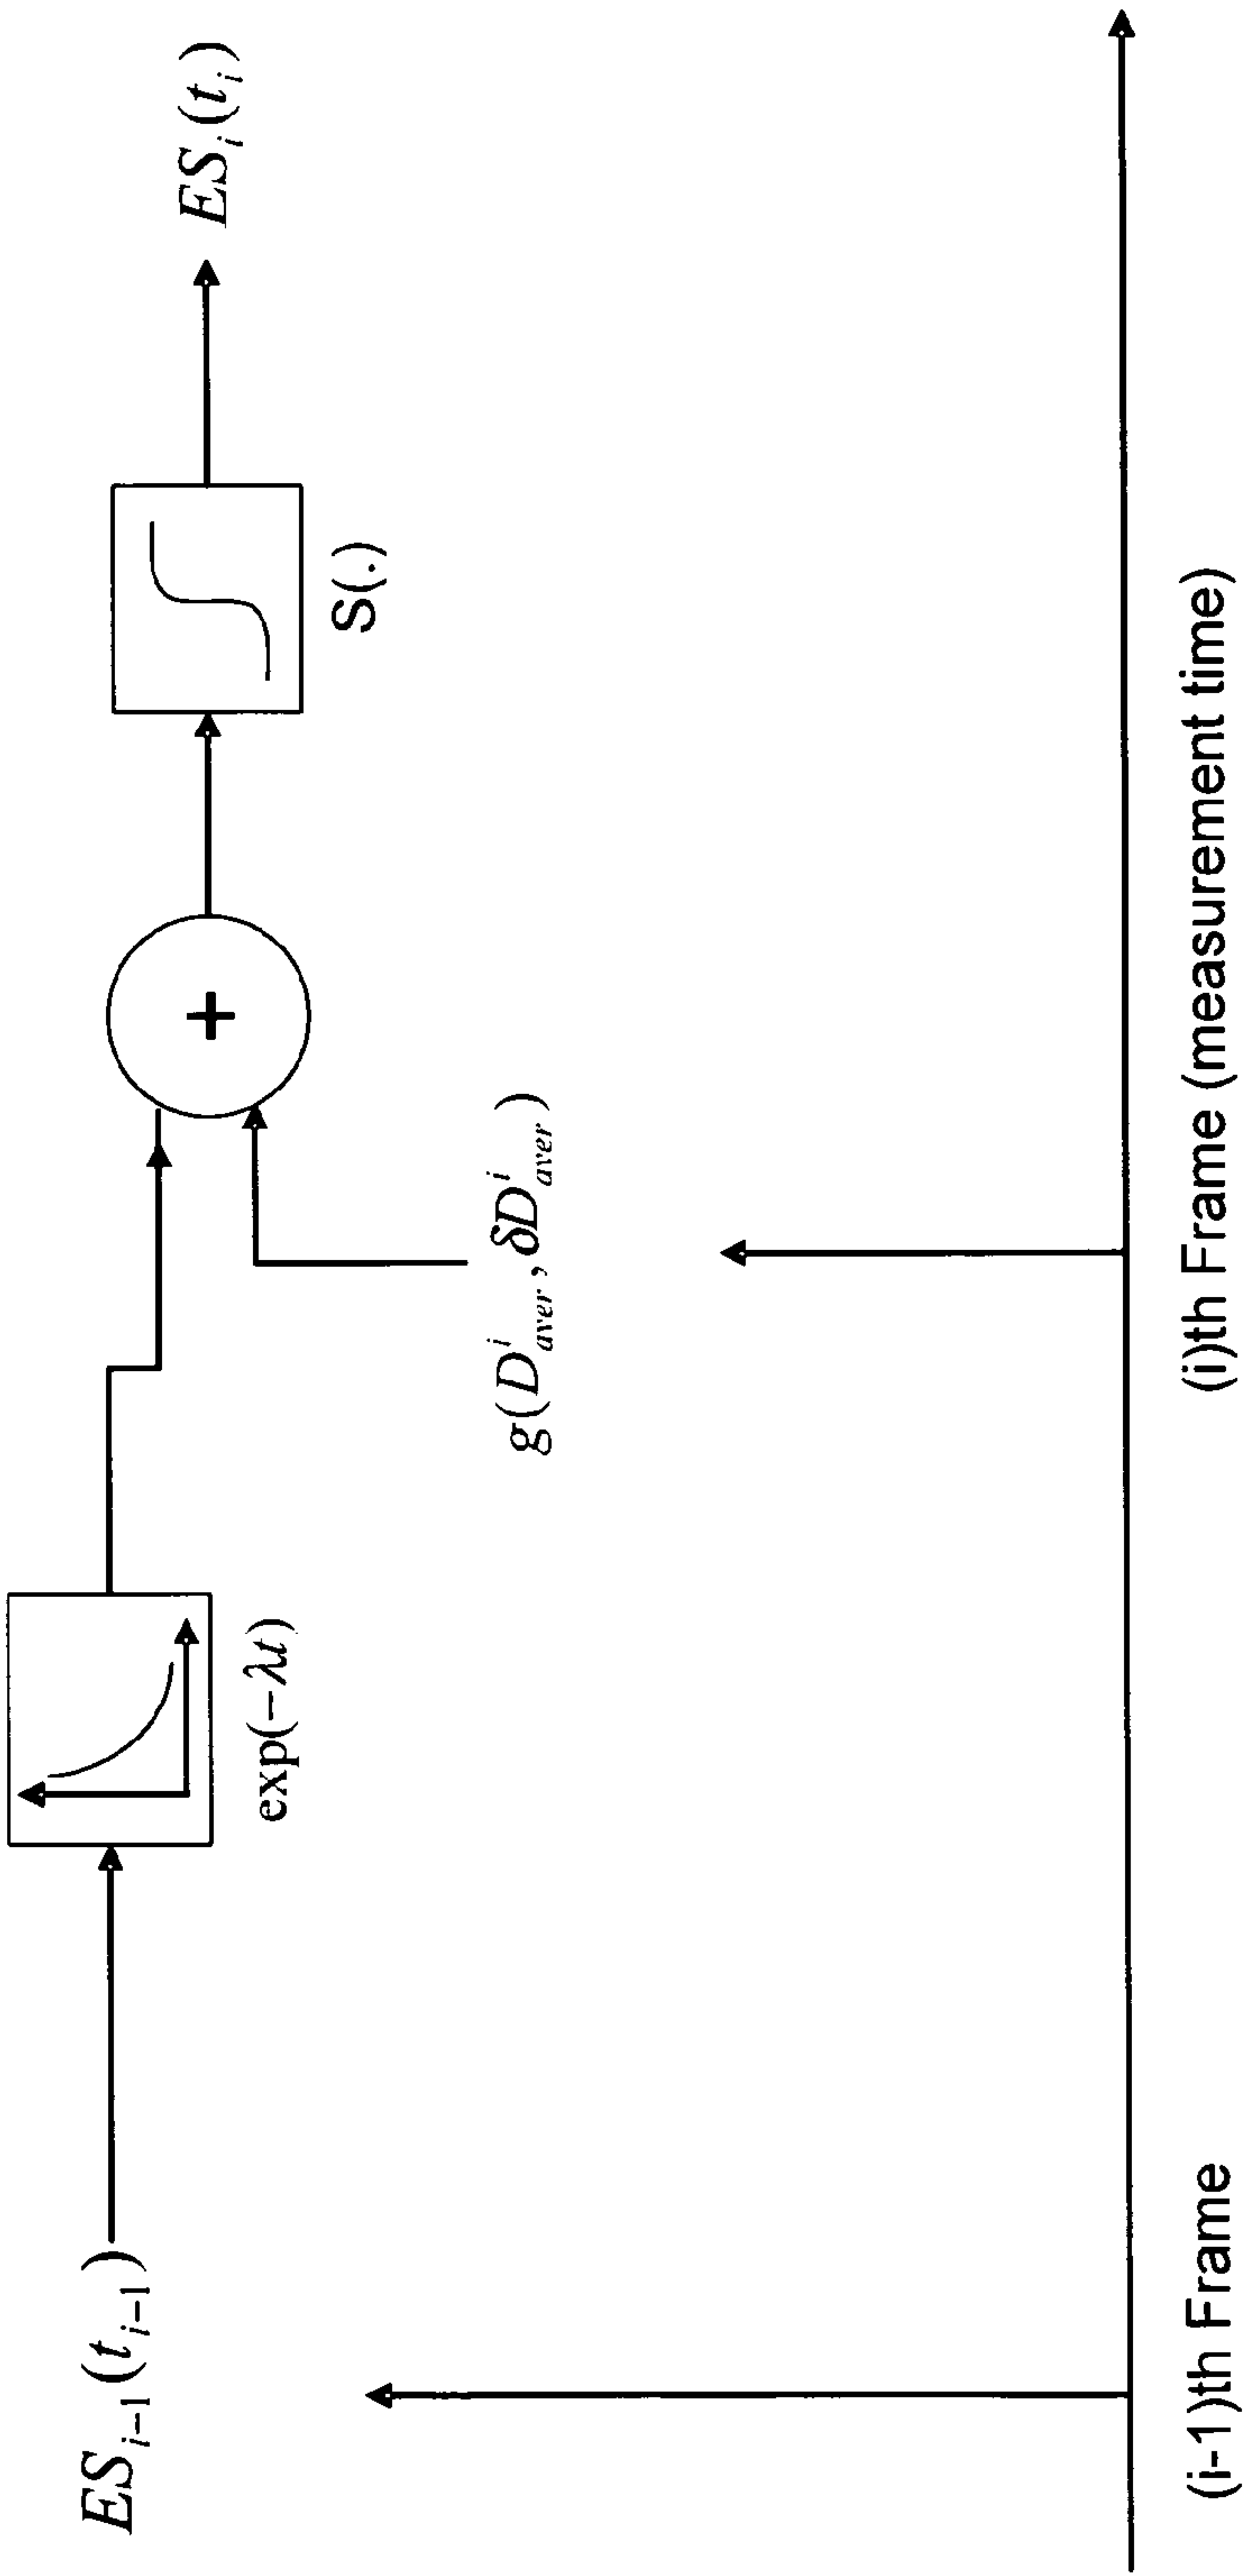 ES_{i-1}(t_{i-1})
exp(−λt)
g(D^i_{aver}, δD^i_{aver})
+
S(.)
ES_i(t_i)
(i-1)th Frame
(i)th Frame (measurement time)